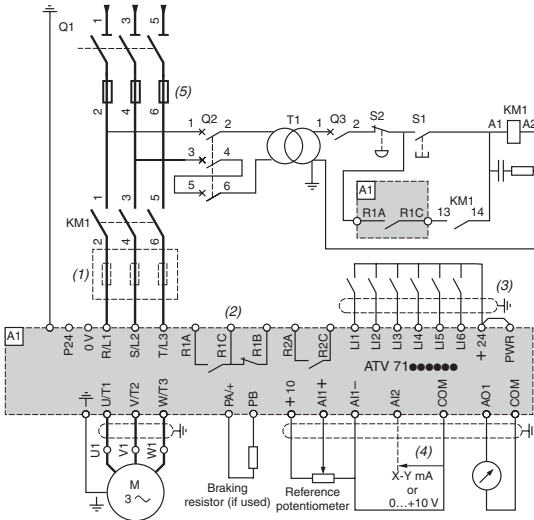 Q1
1 3 5
2 4 6
(5)
1 Q2 2
3 4
5 6
T1
1 Q3 2
S2
S1
KM1
A1 A2
A1
R1A R1C
13 KM1 14
1 3 5
KM1
2 4 6
(1)
(2)
(3)
A1
P24
0 V
R/L1
S/L2
T/L3
R1A
R1C
R1B
R2A
R2C
LI1
LI2
LI3
LI4
LI5
LI6
+ 24
PWR
ATV 71●●●●●●
U/T1
V/T2
W/T3
PA/+
PB
+ 10
AI1+
AI1–
AI2
COM
AO1
COM
U1
V1
W1
M
3 ~
Braking
resistor (if used)
Reference
potentiometer
(4)
X-Y mA
or
0...+10 V